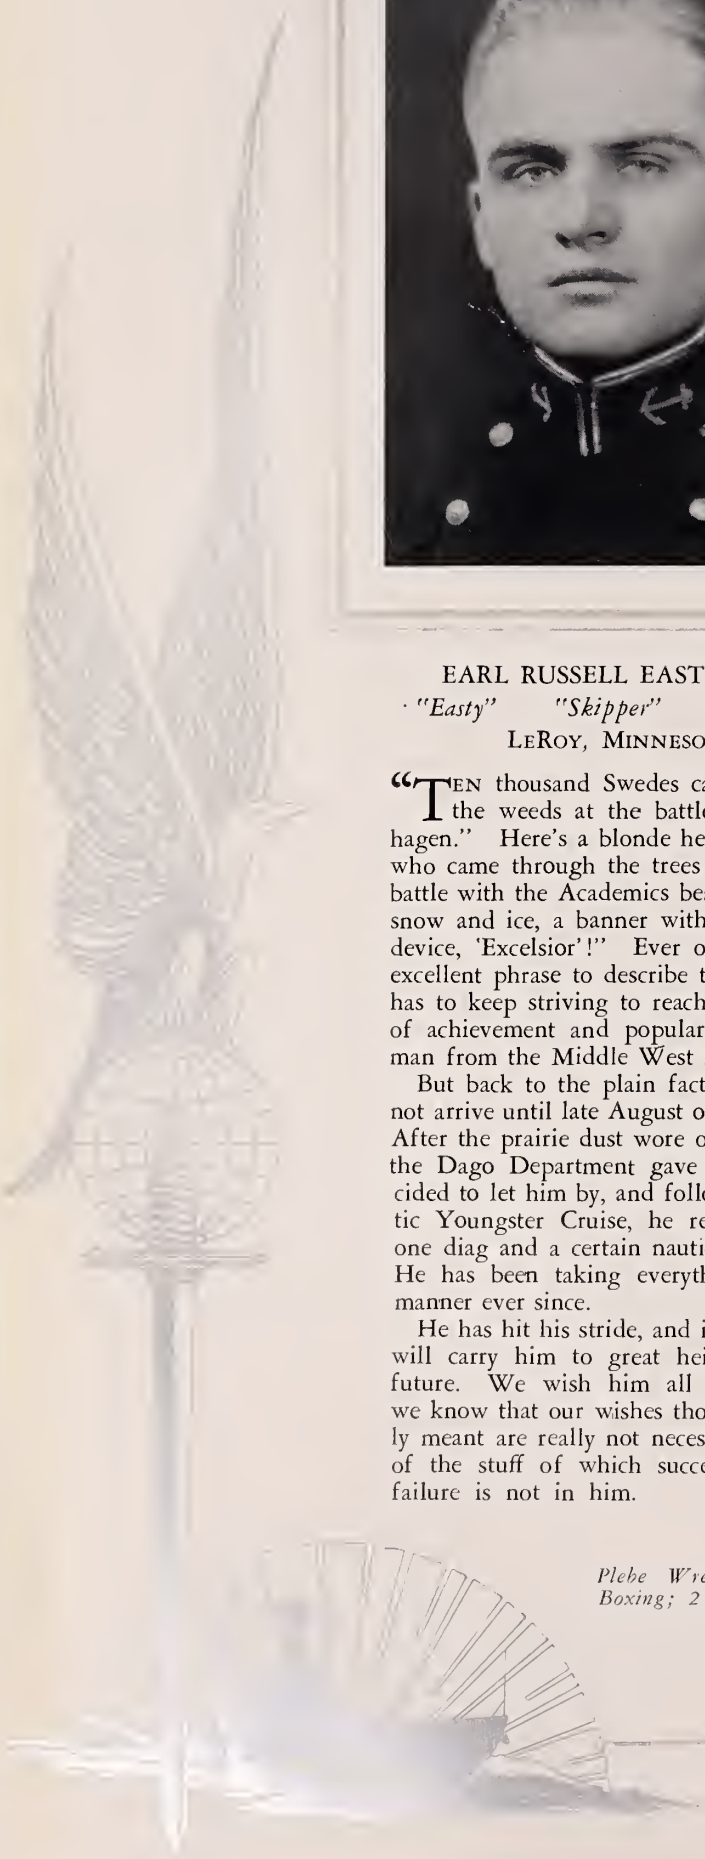 EARL RUSSELL EAST
"Easty" "Skipper"
LEROY, MINNESO
"TEN thousand Swedes ca
the weeds at the battle
hagen." Here's a blonde he
who came through the trees
battle with the Academics be
snow and ice, a banner with
device, 'Excelsior'!" Ever o
excellent phrase to describe t
has to keep striving to reach
of achievement and popular
man from the Middle West
But back to the plain fact
not arrive until late August o
After the prairie dust wore o
the Dago Department gave
cided to let him by, and follo
tic Youngster Cruise, he re
one diag and a certain nauti
He has been taking everyth
manner ever since.
He has hit his stride, and i
will carry him to great hei
future. We wish him all
we know that our wishes tho
ly meant are really not neces
of the stuff of which succe
failure is not in him.
Plebe Wre
Boxing; 2